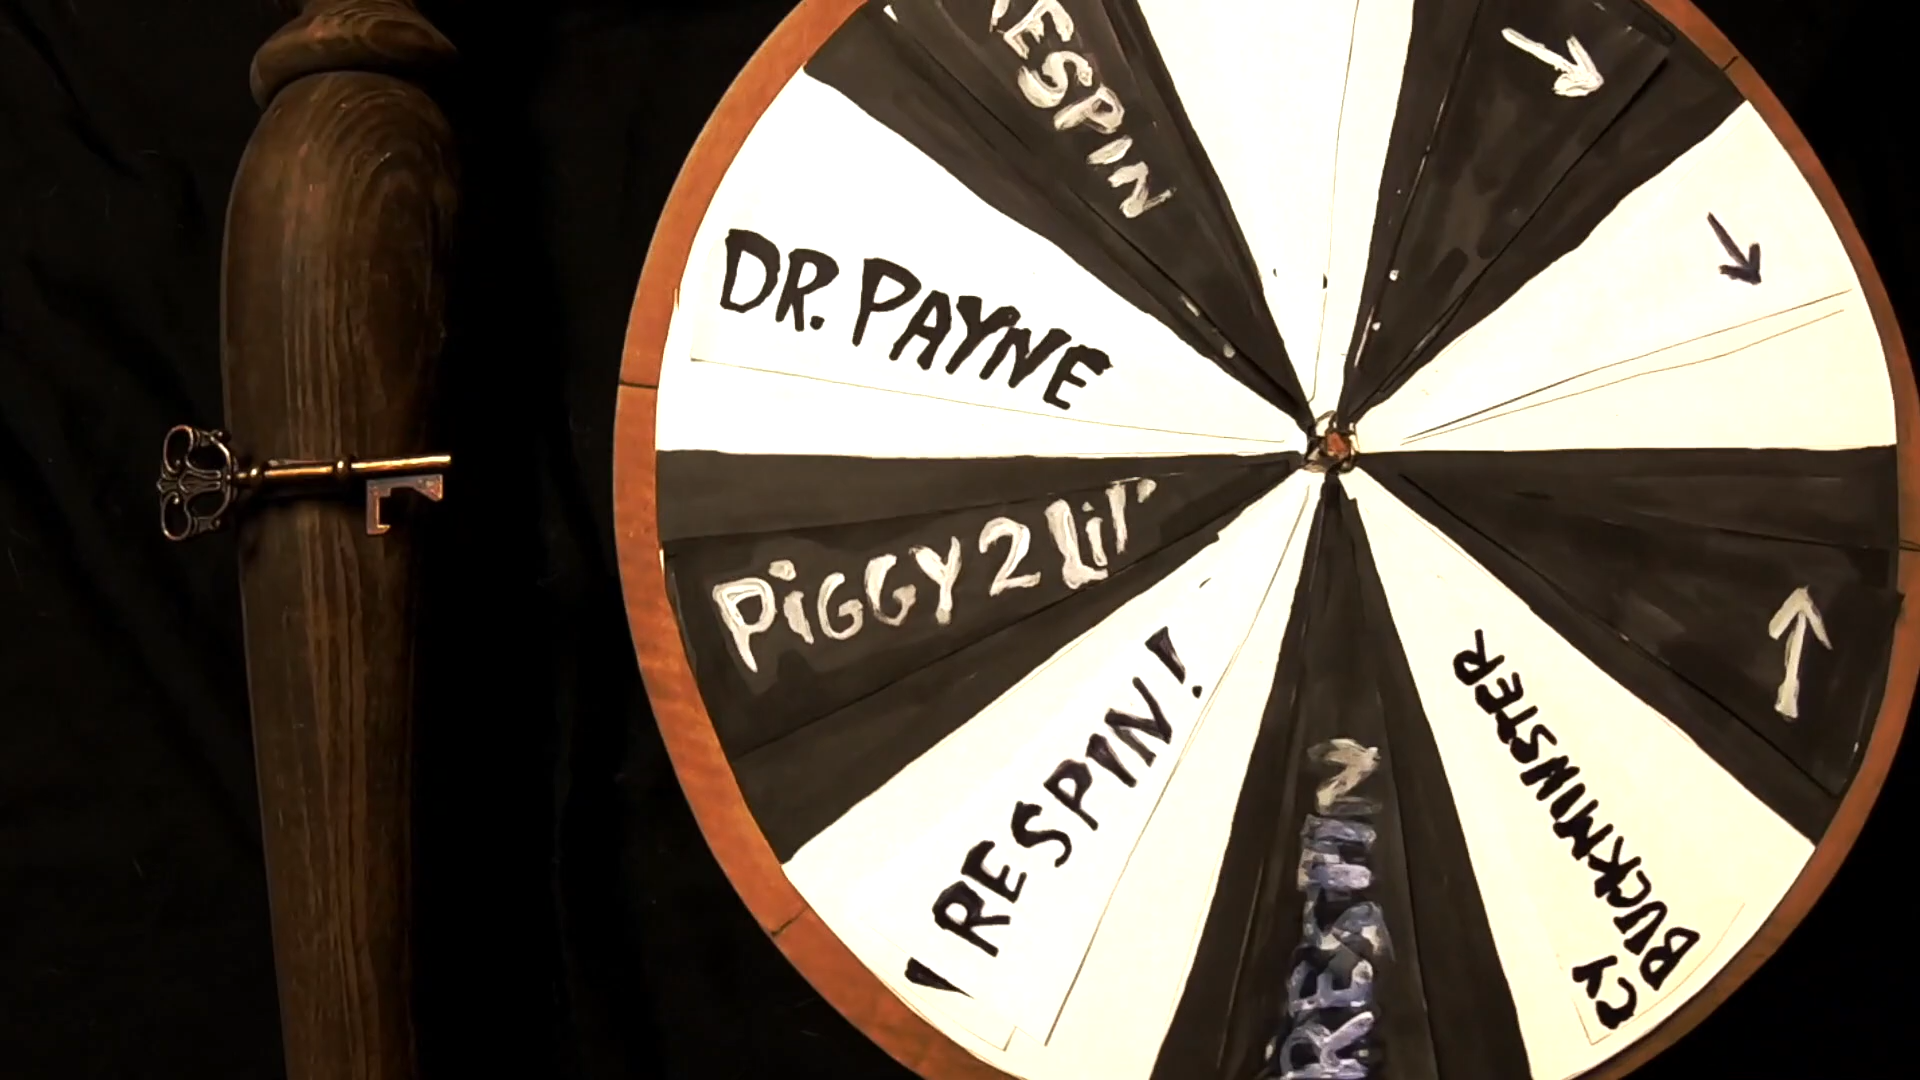 RESPIN
DR. PAYNE
PIGGY 2 Lil'
! RESPIN!
RESPIN
CY
BUCKMINSTER